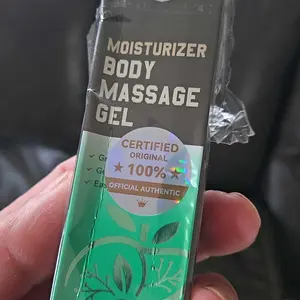 MOISTURIZER
BODY
MASSAGE
GEL
CERTIFIED
ORIGINAL
100%
OFFICIAL AUTHENTIC